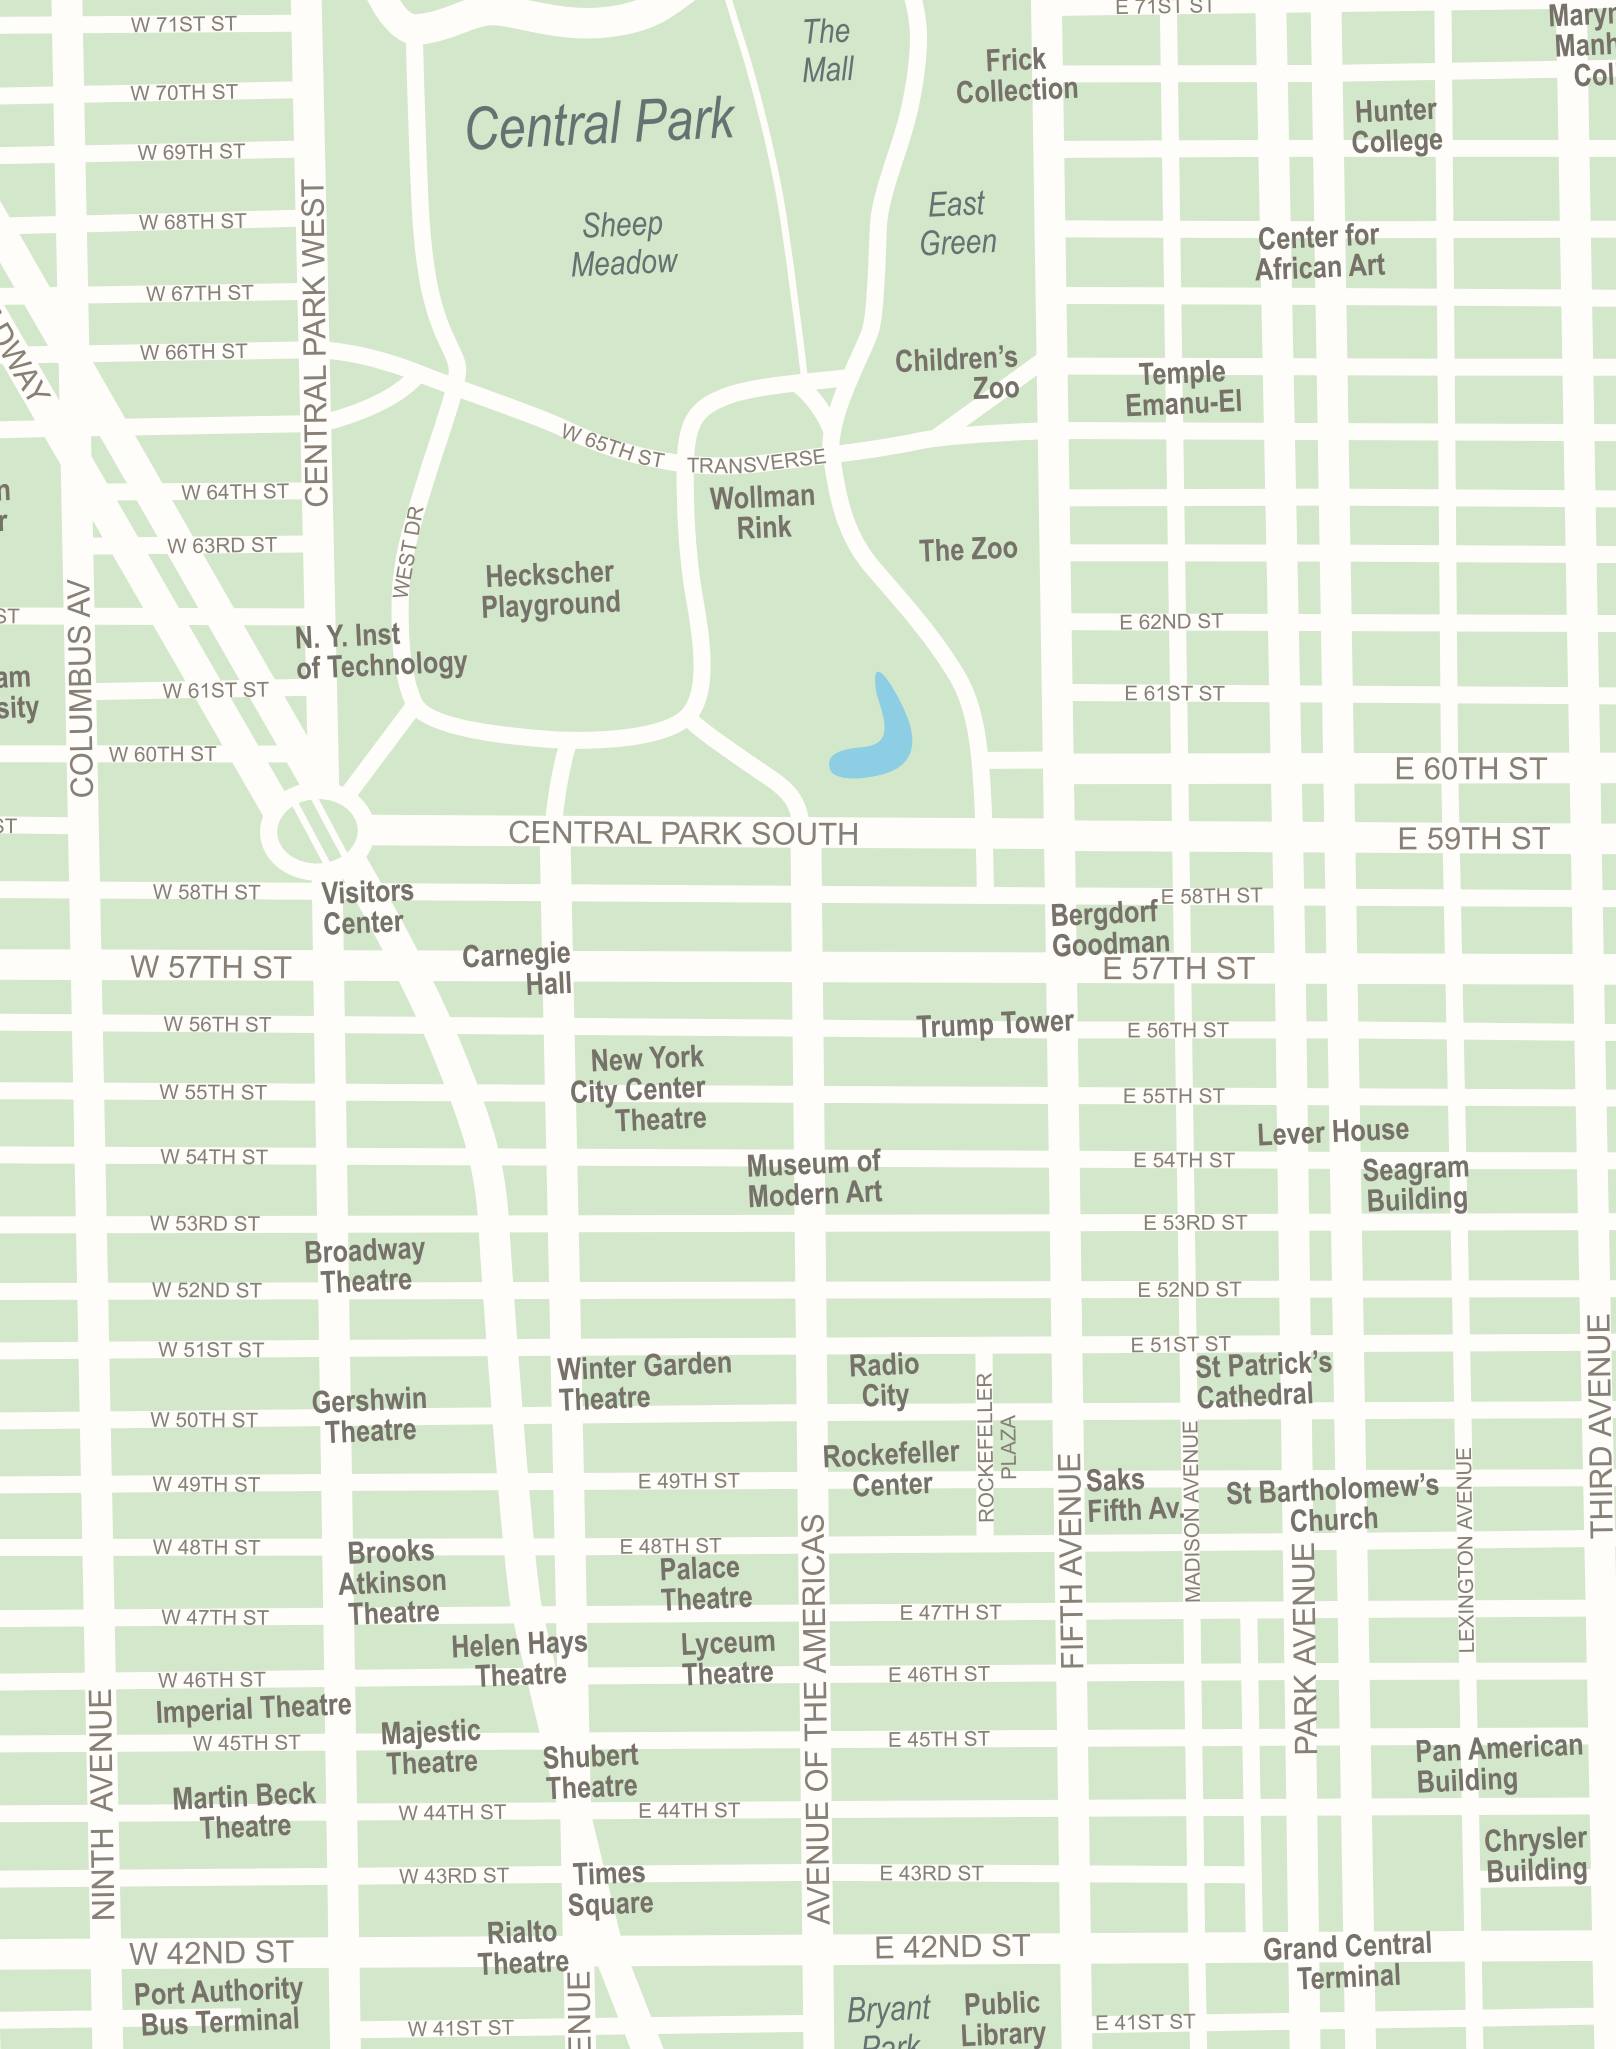 W 71ST ST
W 70TH ST
W 69TH ST
W 68TH ST
W 67TH ST
W 66TH ST
W 64TH ST
W 63RD ST
W 61ST ST
W 60TH ST
CENTRAL PARK WEST
COLUMBUS AV
Central Park
The
Mall
Sheep
Meadow
East
Green
Frick
Collection
E 71ST ST
Hunter
College
Center for
African Art
Children’s
Zoo
Temple
Emanu-El
W 65TH ST
TRANSVERSE
Wollman
Rink
The Zoo
WEST DR
Heckscher
Playground
N. Y. Inst
of Technology
ST
ST
E 62ND ST
E 61ST ST
E 60TH ST
CENTRAL PARK SOUTH
E 59TH ST
W 58TH ST
Visitors
Center
E 58TH ST
Bergdorf
Goodman
Carnegie
Hall
W 57TH ST
E 57TH ST
W 56TH ST
Trump Tower
E 56TH ST
New York
City Center
Theatre
W 55TH ST
E 55TH ST
Lever House
W 54TH ST
Museum of
Modern Art
E 54TH ST
Seagram
Building
W 53RD ST
E 53RD ST
Broadway
Theatre
W 52ND ST
E 52ND ST
W 51ST ST
E 51ST ST
Winter Garden
Theatre
Radio
City
St Patrick’s
Cathedral
Gershwin
Theatre
W 50TH ST
ROCKEFELLER
PLAZA
Rockefeller
Center
W 49TH ST
E 49TH ST
Saks
Fifth Av.
St Bartholomew’s
Church
FIFTH AVENUE
MADISON AVENUE
PARK AVENUE
LEXINGTON AVENUE
THIRD AVENUE
AVENUE OF THE AMERICAS
NINTH AVENUE
W 48TH ST
Brooks
Atkinson
Theatre
E 48TH ST
Palace
Theatre
W 47TH ST
E 47TH ST
Helen Hays
Theatre
Lyceum
Theatre
W 46TH ST
E 46TH ST
Imperial Theatre
W 45TH ST
Majestic
Theatre
Shubert
Theatre
E 45TH ST
Pan American
Building
Martin Beck
Theatre
W 44TH ST
E 44TH ST
Chrysler
Building
W 43RD ST
Times
Square
E 43RD ST
Rialto
Theatre
W 42ND ST
E 42ND ST
Grand Central
Terminal
Port Authority
Bus Terminal
W 41ST ST
Bryant
Park
Public
Library
E 41ST ST